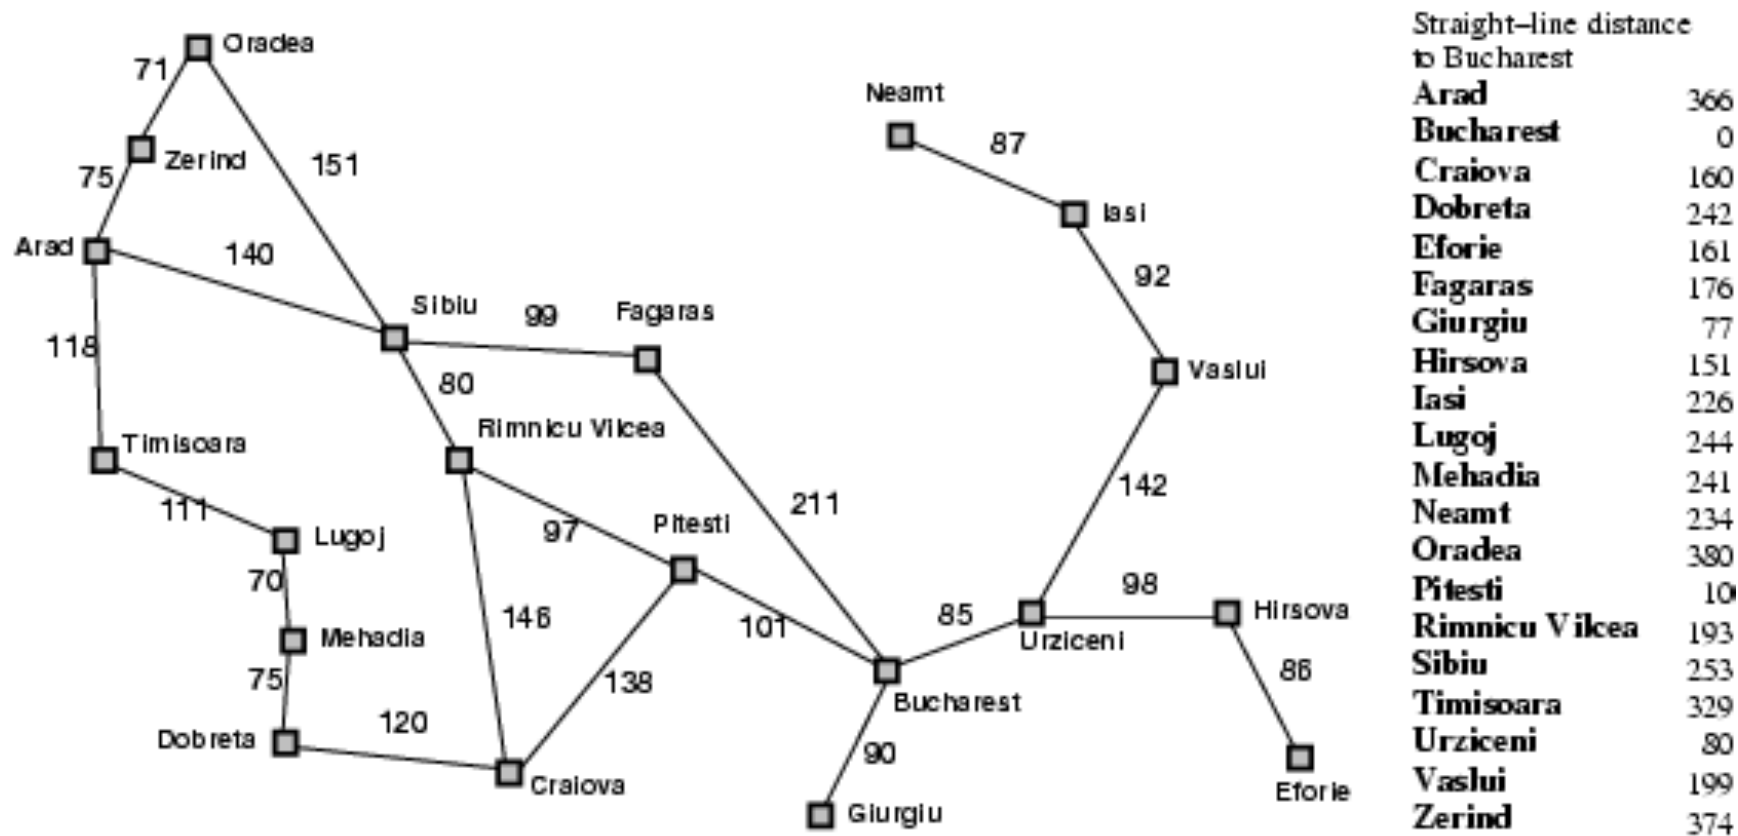 Oradea
71
Neamt
87
Zerind
151
75
Iasi
Arad
140
92
Sibiu
99
Fagaras
118
80
Vaslui
Timisoara
Rimnicu Vilcea
111
Lugoj
97
Pitesti
211
142
70
Mehadia
146
101
85
98
Hirsova
Urziceni
75
138
86
Bucharest
Dobreta
120
90
Craiova
Giurgiu
Eforie
Straight-line distance
to Bucharest
Arad 366
Bucharest 0
Craiova 160
Dobreta 242
Eforie 161
Fagaras 176
Giurgiu 77
Hirsova 151
Iasi 226
Lugoj 244
Mehadia 241
Neamt 234
Oradea 380
Pitesti 10
Rimnicu Vilcea 193
Sibiu 253
Timisoara 329
Urziceni 80
Vaslui 199
Zerind 374